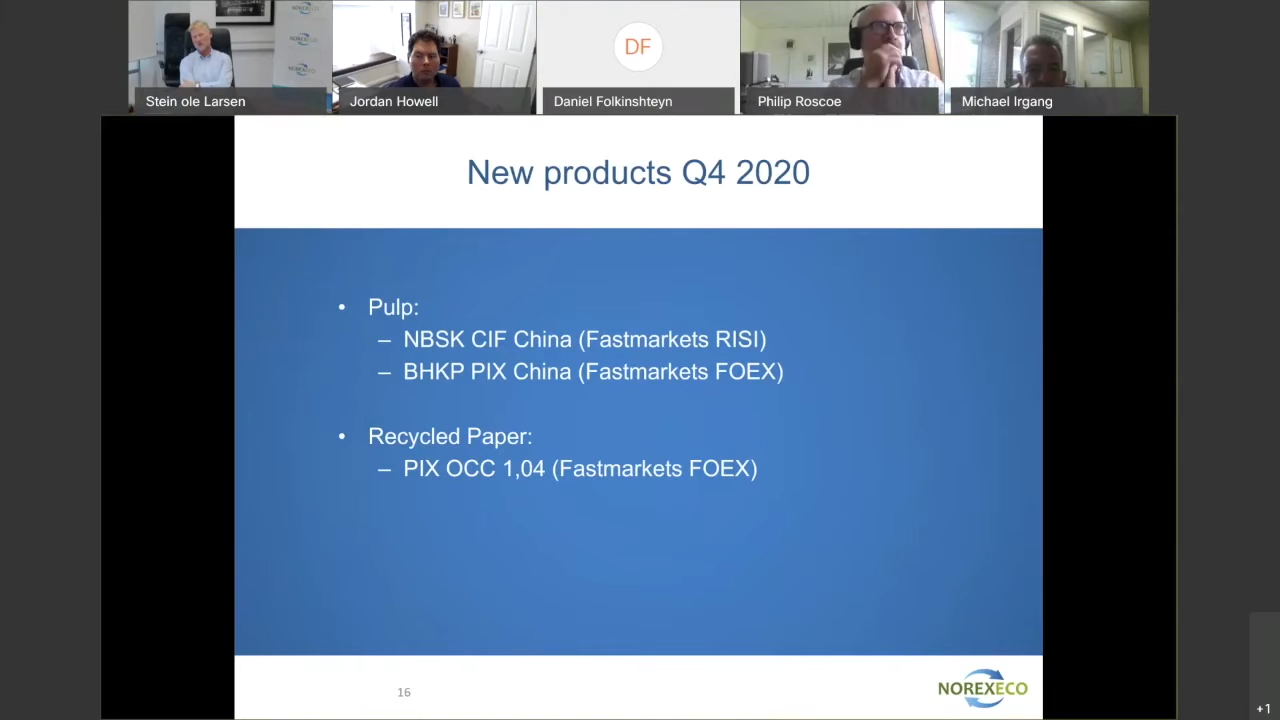 Stein ole Larsen
Jordan Howell
DF
Daniel Folkinshteyn
Philip Roscoe
Michael Irgang
New products Q4 2020
• Pulp:
– NBSK CIF China (Fastmarkets RISI)
– BHKP PIX China (Fastmarkets FOEX)
• Recycled Paper:
– PIX OCC 1,04 (Fastmarkets FOEX)
16
NOREXECO
+1